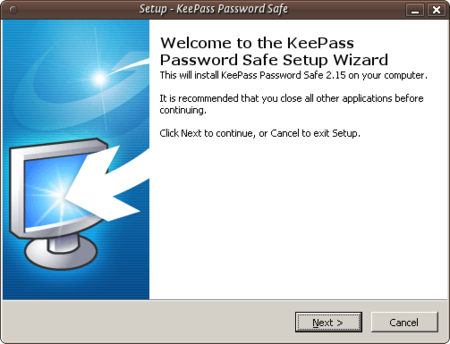 Setup - KeePass Password Safe
Welcome to the KeePass
Password Safe Setup Wizard
This will install KeePass Password Safe 2.15 on your computer.
It is recommended that you close all other applications before
continuing.
Click Next to continue, or Cancel to exit Setup.
Next >
Cancel